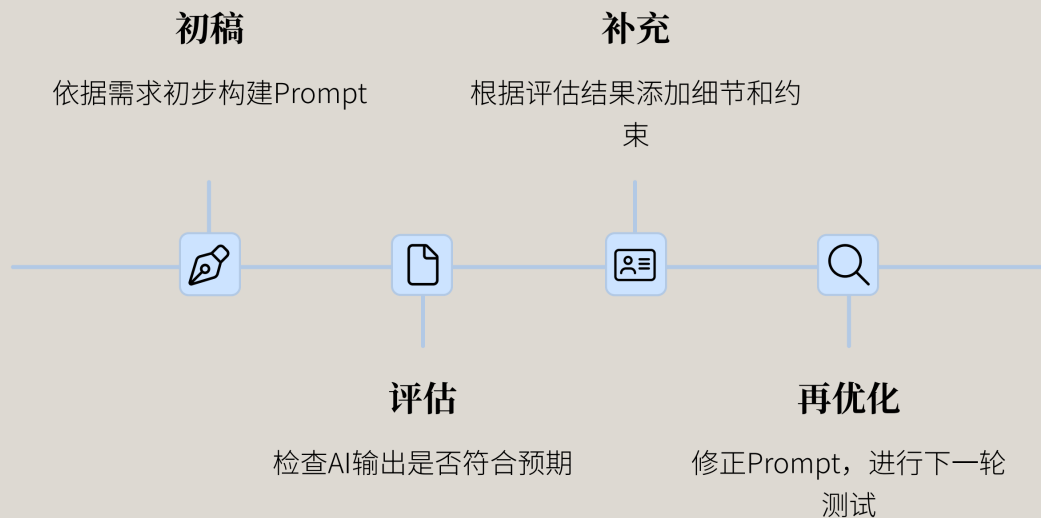 初稿
依据需求初步构建Prompt
评估
检查AI输出是否符合预期
补充
根据评估结果添加细节和约
束
再优化
修正Prompt，进行下一轮
测试